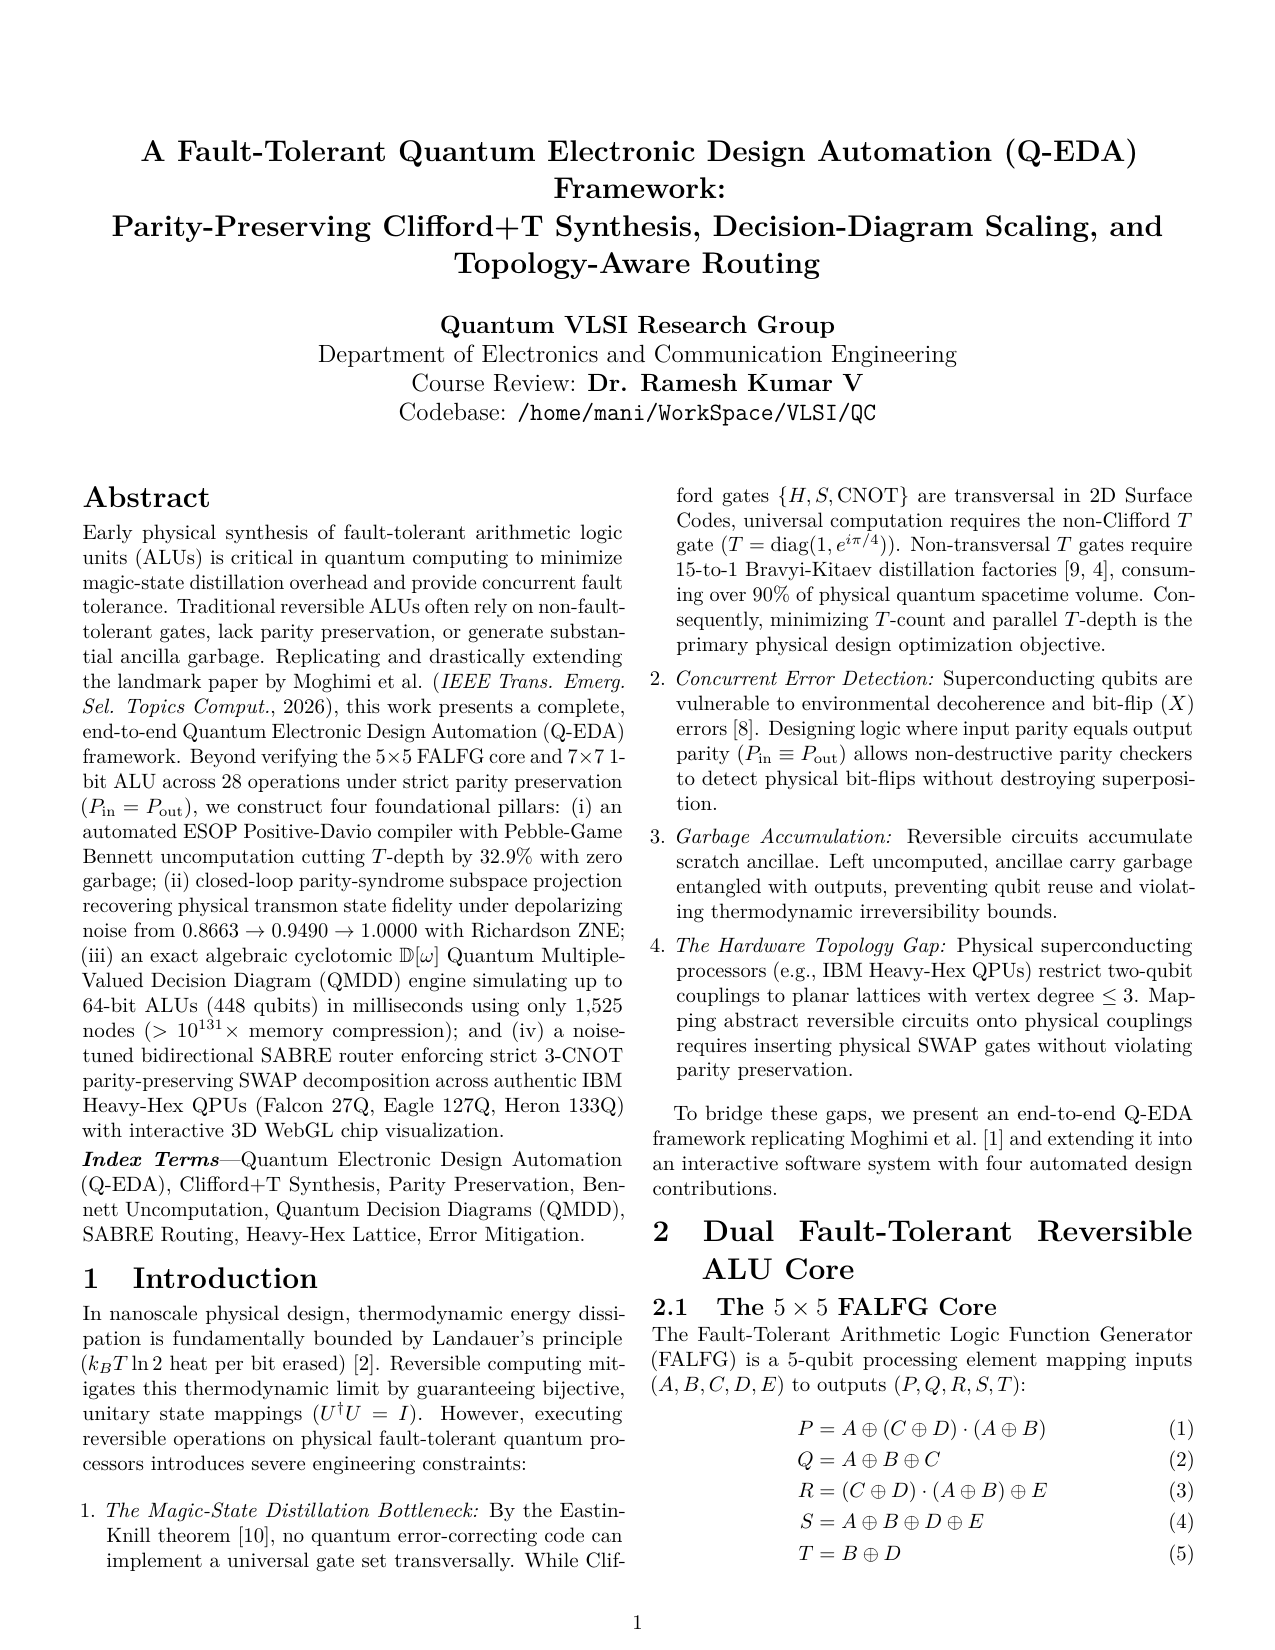 A Fault-Tolerant Quantum Electronic Design Automation (Q-EDA)
Framework:
Parity-Preserving Clifford+T Synthesis, Decision-Diagram Scaling, and
Topology-Aware Routing
Quantum VLSI Research Group
Department of Electronics and Communication Engineering
Course Review: Dr. Ramesh Kumar V
Codebase: /home/mani/WorkSpace/VLSI/QC
Abstract
Early physical synthesis of fault-tolerant arithmetic logic
units (ALUs) is critical in quantum computing to minimize
magic-state distillation overhead and provide concurrent fault
tolerance. Traditional reversible ALUs often rely on non-fault-
tolerant gates, lack parity preservation, or generate substan-
tial ancilla garbage. Replicating and drastically extending
the landmark paper by Moghimi et al. (IEEE Trans. Emerg.
Sel. Topics Comput., 2026), this work presents a complete,
end-to-end Quantum Electronic Design Automation (Q-EDA)
framework. Beyond verifying the 5×5 FALFG core and 7×7 1-
bit ALU across 28 operations under strict parity preservation
(P_in = P_out), we construct four foundational pillars: (i) an
automated ESOP Positive-Davio compiler with Pebble-Game
Bennett uncomputation cutting T-depth by 32.9% with zero
garbage; (ii) closed-loop parity-syndrome subspace projection
recovering physical transmon state fidelity under depolarizing
noise from 0.8663 → 0.9490 → 1.0000 with Richardson ZNE;
(iii) an exact algebraic cyclotomic 𝔻[ω] Quantum Multiple-
Valued Decision Diagram (QMDD) engine simulating up to
64-bit ALUs (448 qubits) in milliseconds using only 1,525
nodes (> 10^131× memory compression); and (iv) a noise-
tuned bidirectional SABRE router enforcing strict 3-CNOT
parity-preserving SWAP decomposition across authentic IBM
Heavy-Hex QPUs (Falcon 27Q, Eagle 127Q, Heron 133Q)
with interactive 3D WebGL chip visualization.
Index Terms—Quantum Electronic Design Automation
(Q-EDA), Clifford+T Synthesis, Parity Preservation, Ben-
nett Uncomputation, Quantum Decision Diagrams (QMDD),
SABRE Routing, Heavy-Hex Lattice, Error Mitigation.
1 Introduction
In nanoscale physical design, thermodynamic energy dissi-
pation is fundamentally bounded by Landauer's principle
(k_B T ln 2 heat per bit erased) [2]. Reversible computing mit-
igates this thermodynamic limit by guaranteeing bijective,
unitary state mappings (U†U = I). However, executing
reversible operations on physical fault-tolerant quantum pro-
cessors introduces severe engineering constraints:
1. The Magic-State Distillation Bottleneck: By the Eastin-
Knill theorem [10], no quantum error-correcting code can
implement a universal gate set transversally. While Clif-
ford gates {H, S, CNOT} are transversal in 2D Surface
Codes, universal computation requires the non-Clifford T
gate (T = diag(1, e^{iπ/4})). Non-transversal T gates require
15-to-1 Bravyi-Kitaev distillation factories [9, 4], consum-
ing over 90% of physical quantum spacetime volume. Con-
sequently, minimizing T-count and parallel T-depth is the
primary physical design optimization objective.
2. Concurrent Error Detection: Superconducting qubits are
vulnerable to environmental decoherence and bit-flip (X)
errors [8]. Designing logic where input parity equals output
parity (P_in ≡ P_out) allows non-destructive parity checkers
to detect physical bit-flips without destroying superposi-
tion.
3. Garbage Accumulation: Reversible circuits accumulate
scratch ancillae. Left uncomputed, ancillae carry garbage
entangled with outputs, preventing qubit reuse and violat-
ing thermodynamic irreversibility bounds.
4. The Hardware Topology Gap: Physical superconducting
processors (e.g., IBM Heavy-Hex QPUs) restrict two-qubit
couplings to planar lattices with vertex degree ≤ 3. Map-
ping abstract reversible circuits onto physical couplings
requires inserting physical SWAP gates without violating
parity preservation.
To bridge these gaps, we present an end-to-end Q-EDA
framework replicating Moghimi et al. [1] and extending it into
an interactive software system with four automated design
contributions.
2 Dual Fault-Tolerant Reversible
ALU Core
2.1 The 5 × 5 FALFG Core
The Fault-Tolerant Arithmetic Logic Function Generator
(FALFG) is a 5-qubit processing element mapping inputs
(A, B, C, D, E) to outputs (P, Q, R, S, T):
P = A ⊕ (C ⊕ D) · (A ⊕ B) (1)
Q = A ⊕ B ⊕ C (2)
R = (C ⊕ D) · (A ⊕ B) ⊕ E (3)
S = A ⊕ B ⊕ D ⊕ E (4)
T = B ⊕ D (5)
1